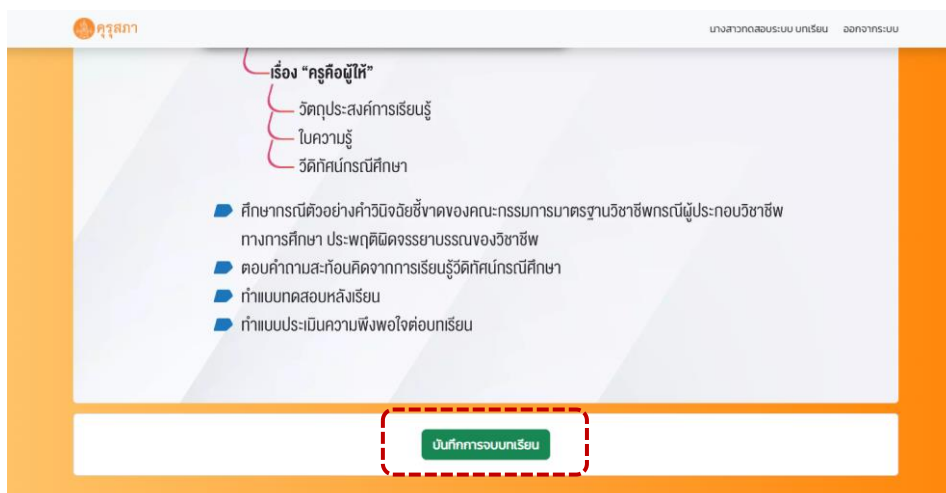 คุรุสภา
นางสาวทดสอบระบบ บทเรียน ออกจากระบบ
เรื่อง “ครูคือผู้ให้”
วัตถุประสงค์การเรียนรู้
ใบความรู้
วีดิทัศน์กรณีศึกษา
ศึกษากรณีตัวอย่างคำวินิจฉัยชี้ขาดของคณะกรรมการมาตรฐานวิชาชีพกรณีผู้ประกอบวิชาชีพ
ทางการศึกษา ประพฤติผิดจรรยาบรรณของวิชาชีพ
ตอบคำถามสะท้อนคิดจากการเรียนรู้วีดิทัศน์กรณีศึกษา
ทำแบบทดสอบหลังเรียน
ทำแบบประเมินความพึงพอใจต่อบทเรียน
บันทึกการจบบทเรียน